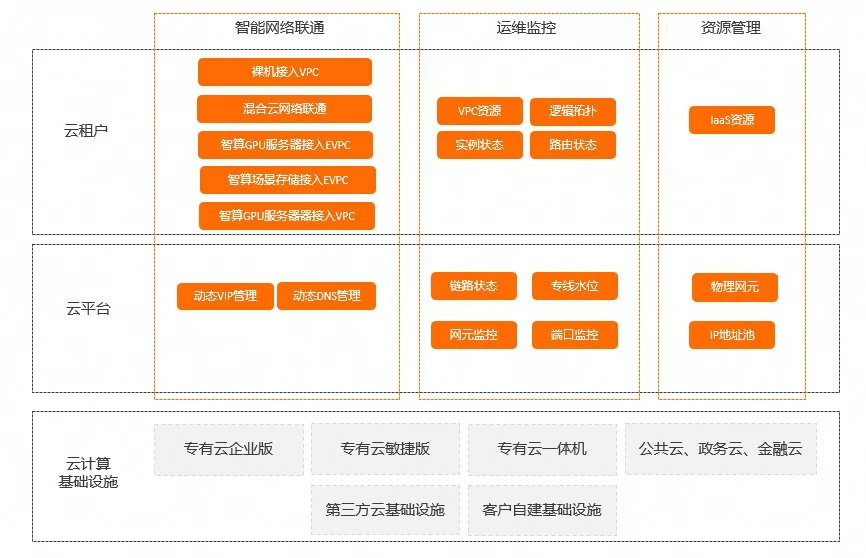 智能网络联通
运维监控
资源管理
云租户
裸机接入VPC
混合云网络联通
智算GPU服务器接入EVPC
智算场景存储接入EVPC
智算GPU服务器器接入VPC
VPC资源
逻辑拓扑
实例状态
路由状态
IaaS资源
云平台
动态VIP管理
动态DNS管理
链路状态
专线水位
网元监控
端口监控
物理网元
IP地址池
云计算
基础设施
专有云企业版
专有云敏捷版
专有云一体机
公共云、政务云、金融云
第三方云基础设施
客户自建基础设施